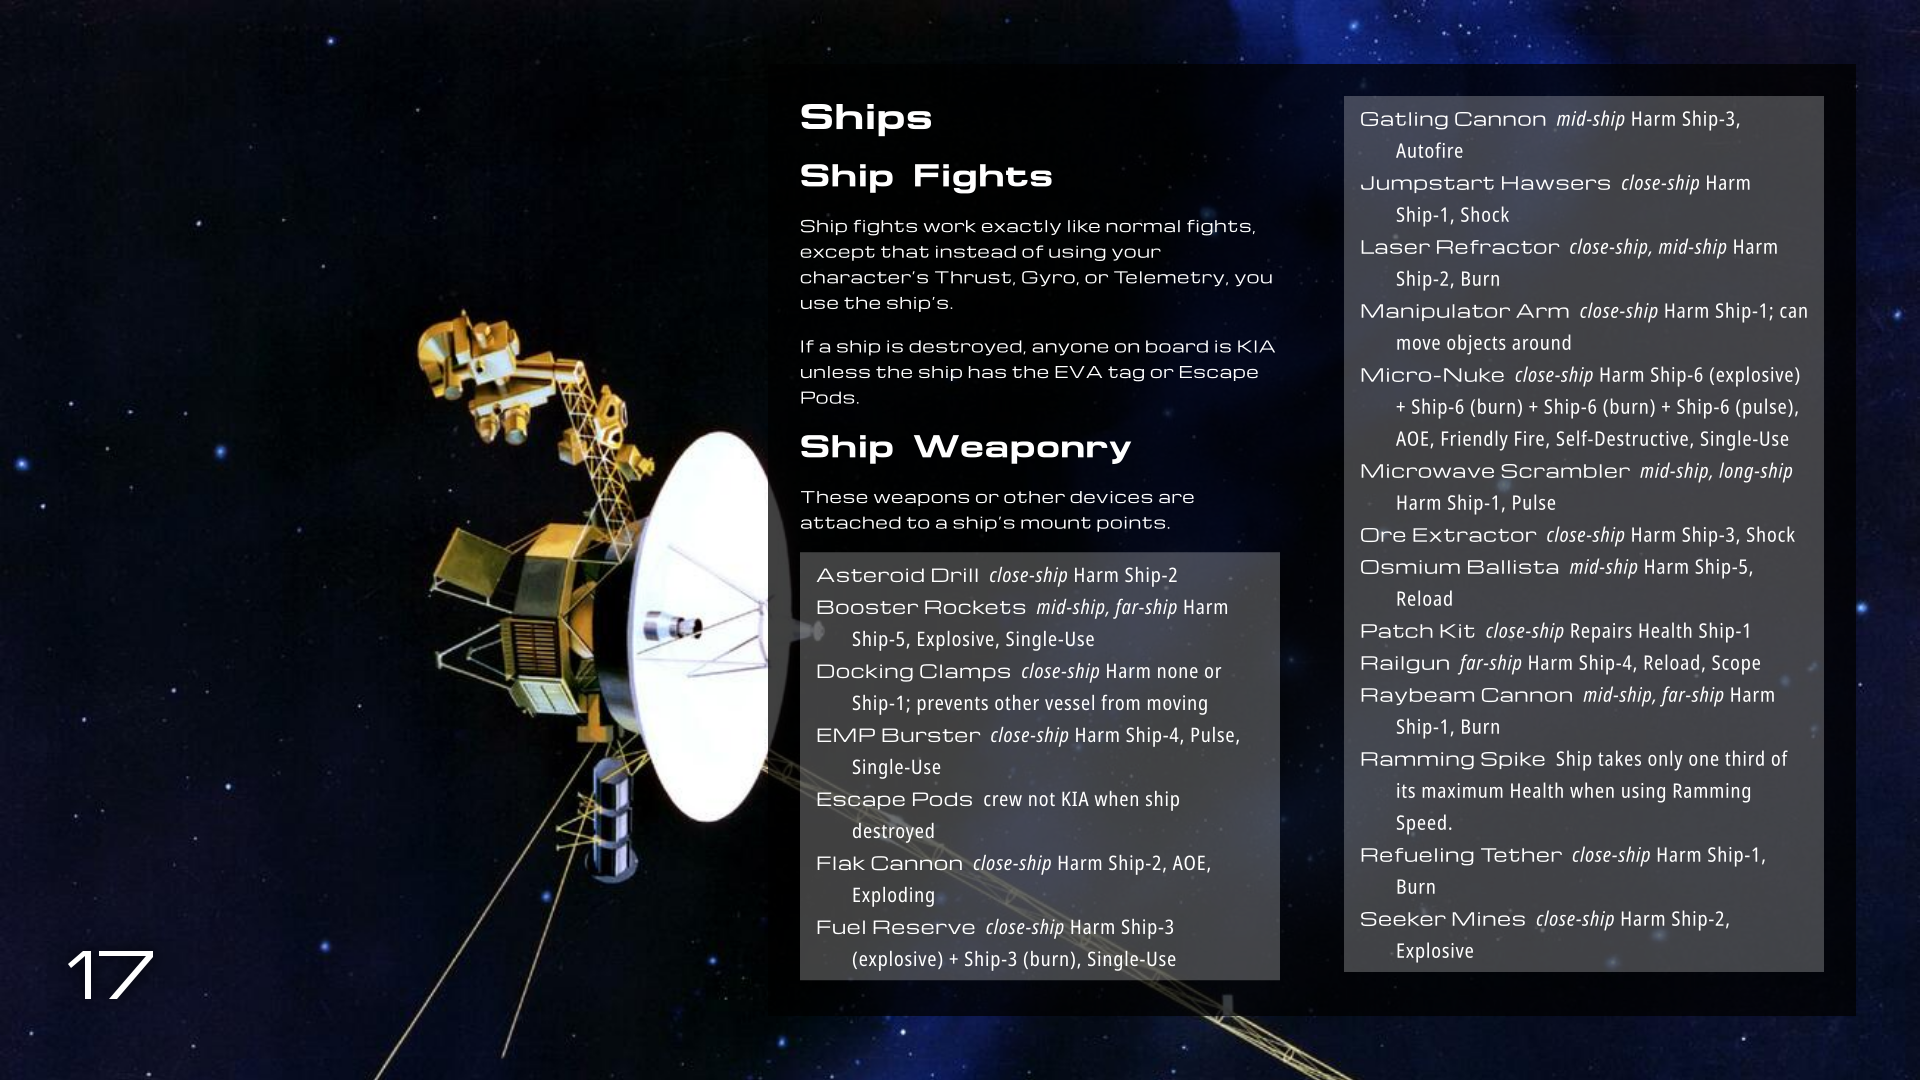 Ships
Ship Fights
Ship fights work exactly like normal fights,
except that instead of using your
character's Thrust, Gyro, or Telemetry, you
use the ship's.
If a ship is destroyed, anyone on board is KIA
unless the ship has the EVA tag or Escape
Pods.
Ship Weaponry
These weapons or other devices are
attached to a ship's mount points.
Asteroid Drill close-ship Harm Ship-2
Booster Rockets mid-ship, far-ship Harm
Ship-5, Explosive, Single-Use
Docking Clamps close-ship Harm none or
Ship-1; prevents other vessel from moving
EMP Burster close-ship Harm Ship-4, Pulse,
Single-Use
Escape Pods crew not KIA when ship
destroyed
Flak Cannon close-ship Harm Ship-2, AOE,
Exploding
Fuel Reserve close-ship Harm Ship-3
(explosive) + Ship-3 (burn), Single-Use
Gatling Cannon mid-ship Harm Ship-3,
Autofire
Jumpstart Hawsers close-ship Harm
Ship-1, Shock
Laser Refractor close-ship, mid-ship Harm
Ship-2, Burn
Manipulator Arm close-ship Harm Ship-1; can
move objects around
Micro-Nuke close-ship Harm Ship-6 (explosive)
+ Ship-6 (burn) + Ship-6 (burn) + Ship-6 (pulse),
AOE, Friendly Fire, Self-Destructive, Single-Use
Microwave Scrambler mid-ship, long-ship
Harm Ship-1, Pulse
Ore Extractor close-ship Harm Ship-3, Shock
Osmium Ballista mid-ship Harm Ship-5,
Reload
Patch Kit close-ship Repairs Health Ship-1
Railgun far-ship Harm Ship-4, Reload, Scope
Raybeam Cannon mid-ship, far-ship Harm
Ship-1, Burn
Ramming Spike Ship takes only one third of
its maximum Health when using Ramming
Speed.
Refueling Tether close-ship Harm Ship-1,
Burn
Seeker Mines close-ship Harm Ship-2,
Explosive
17